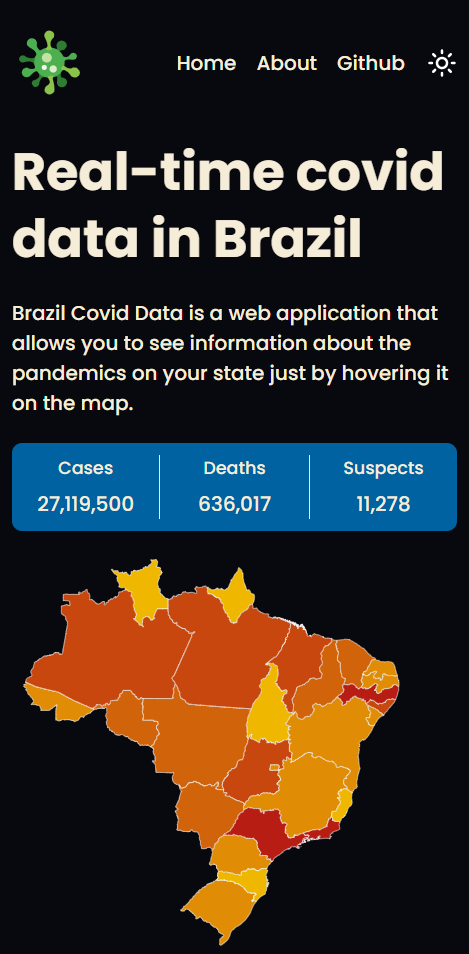 Home About Github
Real-time covid
data in Brazil
Brazil Covid Data is a web application that
allows you to see information about the
pandemics on your state just by hovering it
on the map.
Cases Deaths Suspects
27,119,500 636,017 11,278